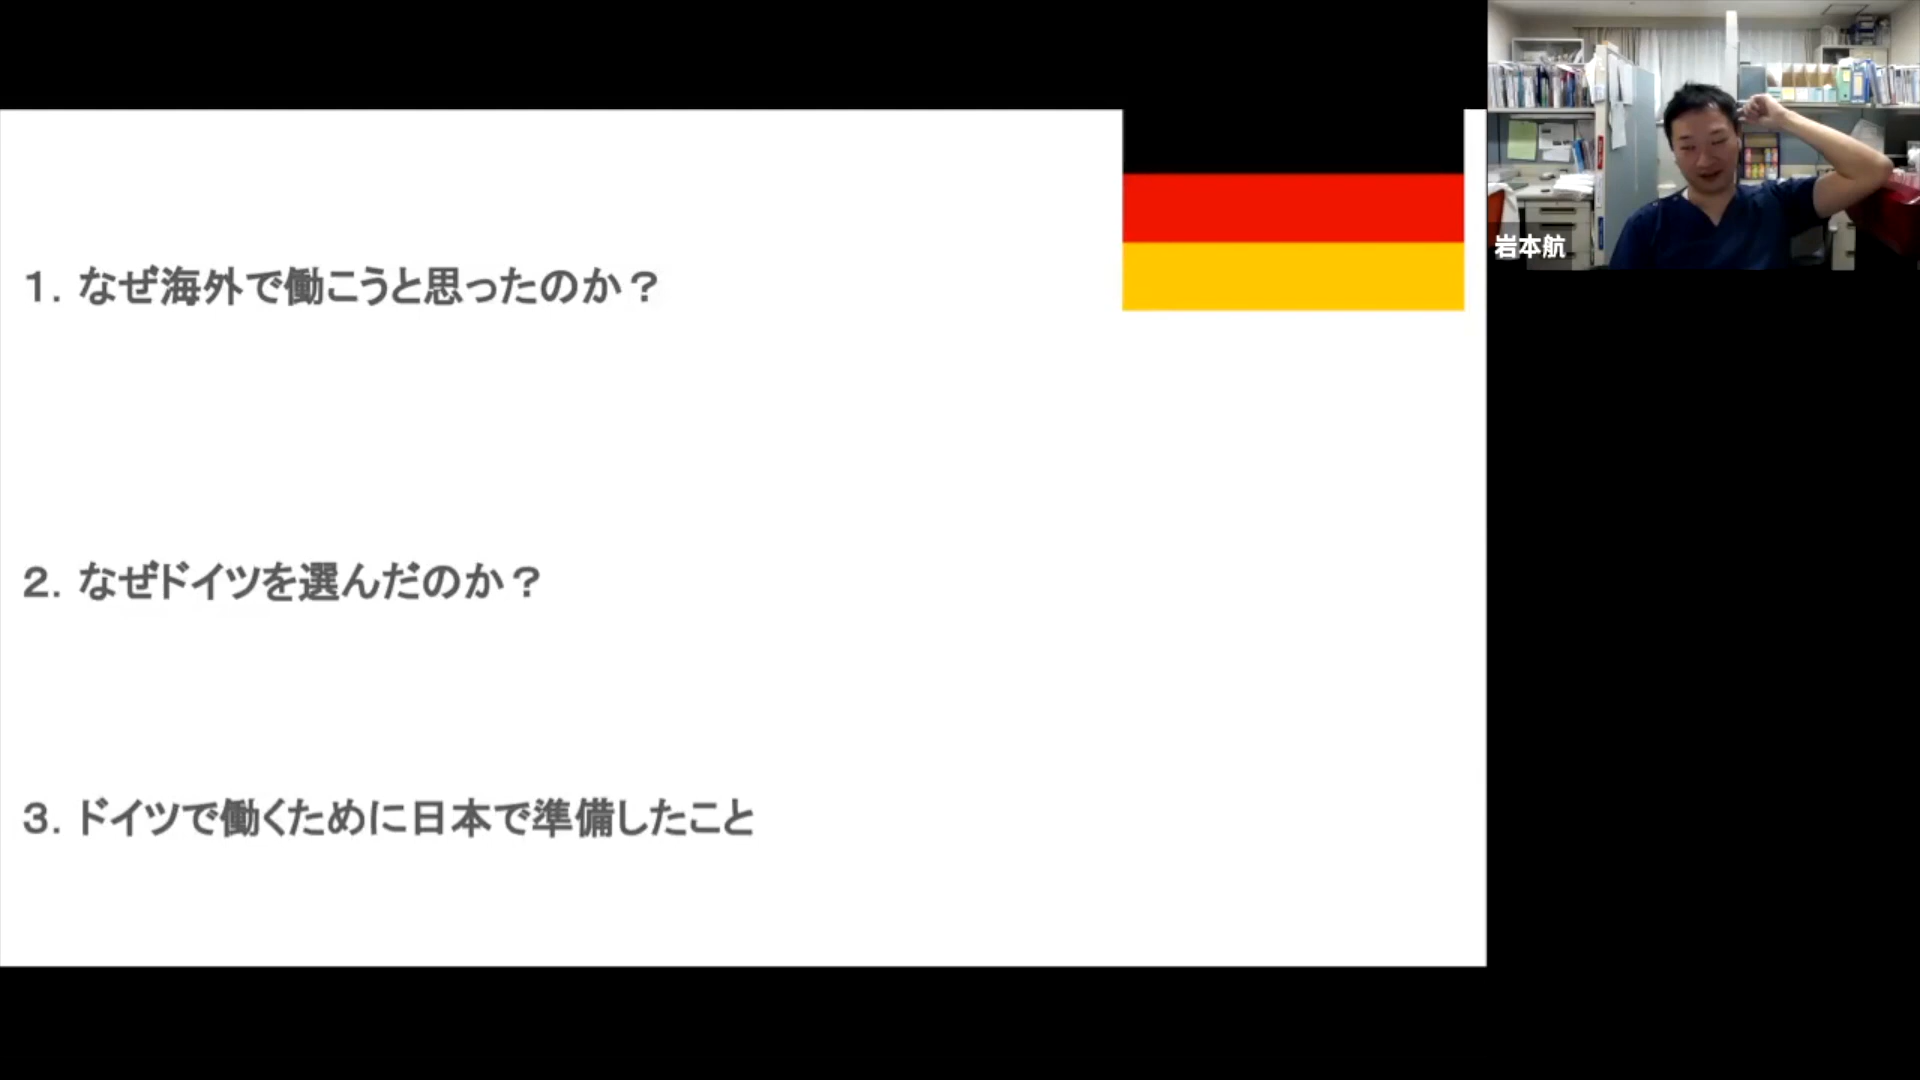 1. なぜ海外で働こうと思ったのか？
岩本航
2. なぜドイツを選んだのか？
3. ドイツで働くために日本で準備したこと